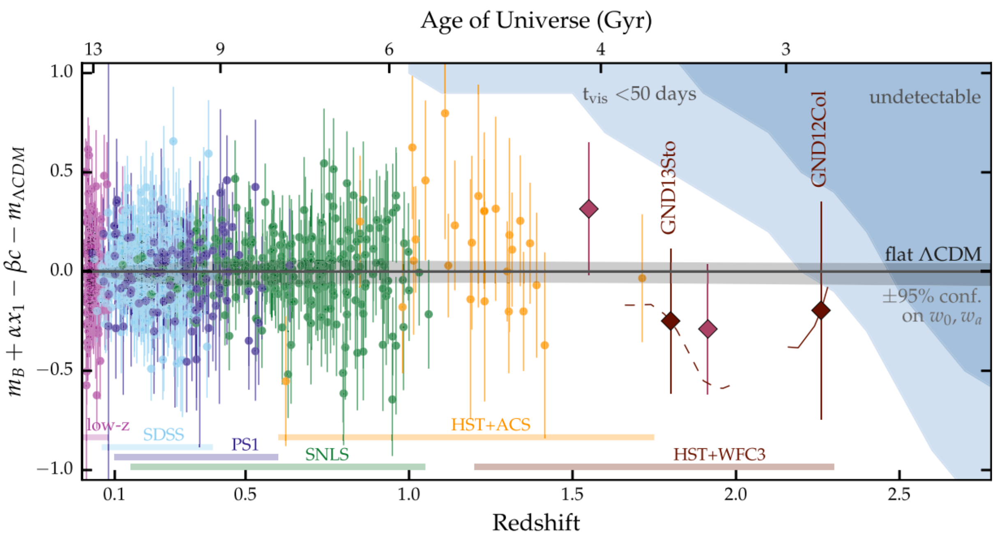 Age of Universe (Gyr)
13 9 6 4 3
1.0
0.5
0.0
−0.5
−1.0
m_B + αx_1 − βc − m_ΛCDM
t_vis <50 days
undetectable
GND13Sto
GND12Col
flat ΛCDM
±95% conf.
on w_0, w_a
low-z
SDSS
PS1
SNLS
HST+ACS
HST+WFC3
0.1 0.5 1.0 1.5 2.0 2.5
Redshift